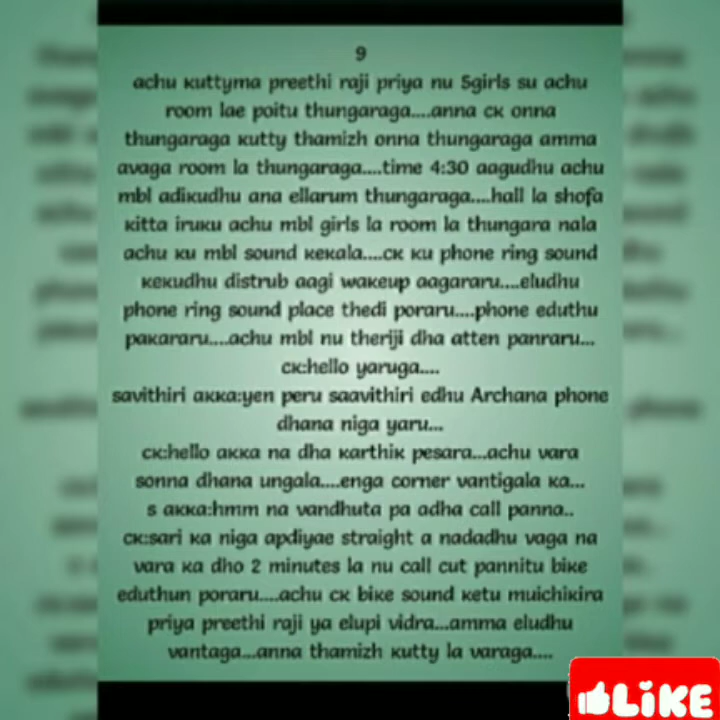 9
achu kuttyma preethi raji priya nu 5girls su achu
room lae poitu thungaraga....anna ck onna
thungaraga kutty thamizh onna thungaraga amma
avaga room la thungaraga....time 4:30 aagudhu achu
mbl adikudhu ana ellarum thungaraga....hall la shofa
kitta iruku achu mbl girls la room la thungara nala
achu ku mbl sound kekala....ck ku phone ring sound
kekudhu distrub aagi wakeup aagararu....eludhu
phone ring sound place thedi poraru....phone eduthu
pakararu....achu mbl nu theriji dha atten panraru...
ck:hello yaruga....
savithiri akka:yen peru saavithiri edhu Archana phone
dhana niga yaru...
ck:hello akka na dha karthik pesara...achu vara
sonna dhana ungala....enga corner vantigala ka...
s akka:hmm na vandhuta pa adha call panna..
ck:sari ka niga apdiyae straight a nadadhu vaga na
vara ka dho 2 minutes la nu call cut pannitu bike
eduthun poraru....achu ck bike sound ketu muichikira
priya preethi raji ya elupi vidra...amma eludhu
vantaga...anna thamizh kutty la varaga....
LiKE